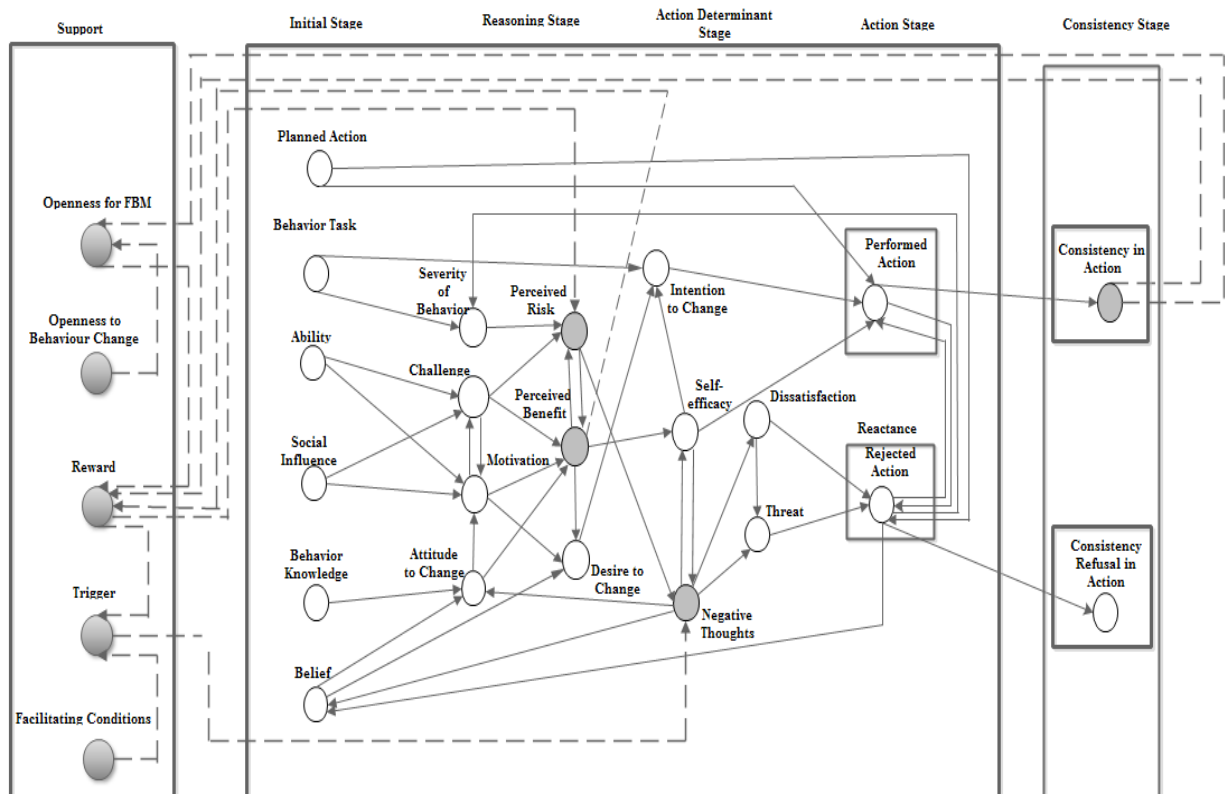 Support
Initial Stage
Reasoning Stage
Action Determinant
Stage
Action Stage
Consistency Stage
Planned Action
Openness for FBM
Behavior Task
Performed
Action
Consistency in
Action
Severity
of
Behavior
Perceived
Risk
Intention
to Change
Openness to
Behaviour Change
Ability
Challenge
Perceived
Benefit
Self-
efficacy
Dissatisfaction
Reactance
Rejected
Action
Social
Influence
Motivation
Reward
Threat
Behavior
Knowledge
Attitude
to Change
Desire to
Change
Consistency
Refusal in
Action
Trigger
Negative
Thoughts
Belief
Facilitating Conditions